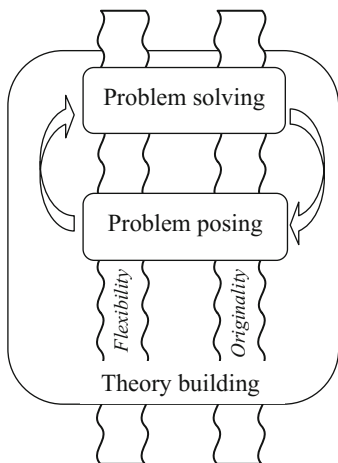 Problem solving
Problem posing
Flexibility
Originality
Theory building